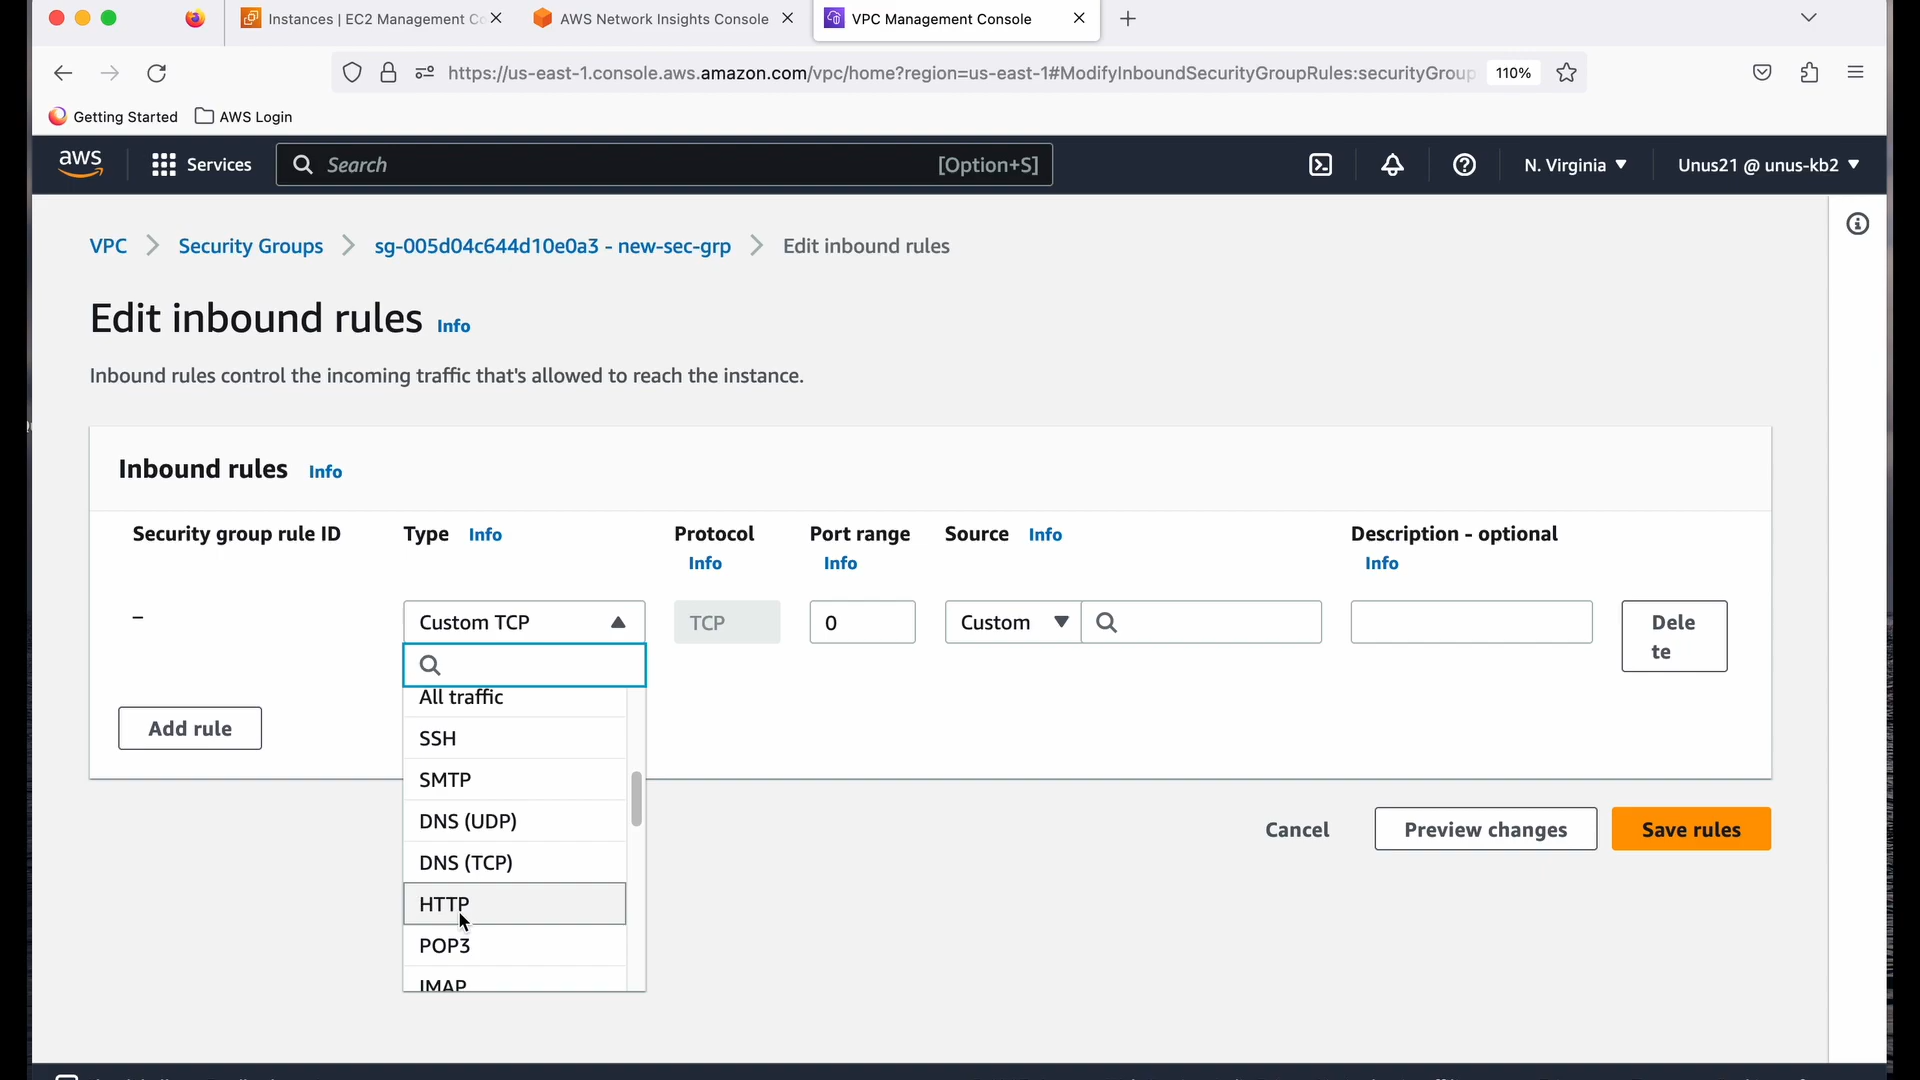 Instances | EC2 Management Co
AWS Network Insights Console
VPC Management Console
https://us-east-1.console.aws.amazon.com/vpc/home?region=us-east-1#ModifyInboundSecurityGroupRules:securityGroup
110%
Getting Started
AWS Login
aws
Services
Search
[Option+S]
N. Virginia
Unus21 @ unus-kb2
VPC
Security Groups
sg-005d04c644d10e0a3 - new-sec-grp
Edit inbound rules
Edit inbound rules Info
Inbound rules control the incoming traffic that's allowed to reach the instance.
Inbound rules Info
Security group rule ID
Type Info
Protocol
Info
Port range
Info
Source Info
Description - optional
Info
–
Custom TCP
TCP
0
Custom
Dele
te
All traffic
SSH
SMTP
DNS (UDP)
DNS (TCP)
HTTP
POP3
IMAP
Add rule
Cancel
Preview changes
Save rules